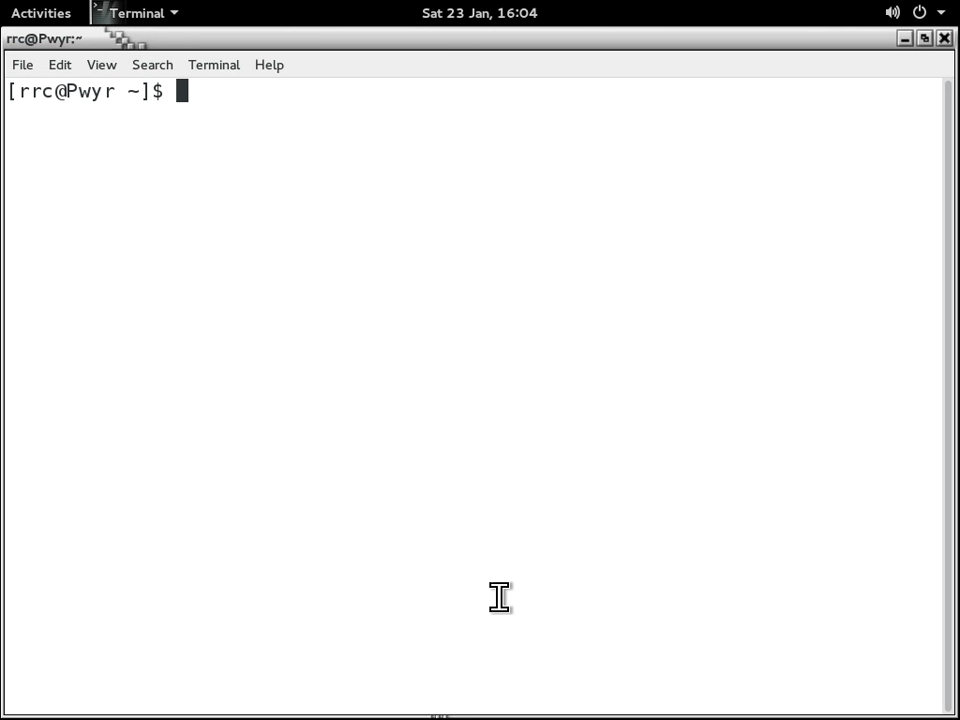 Activities Terminal Sat 23 Jan, 16:04
rrc@Pwyr:~
File Edit View Search Terminal Help
[rrc@Pwyr ~]$